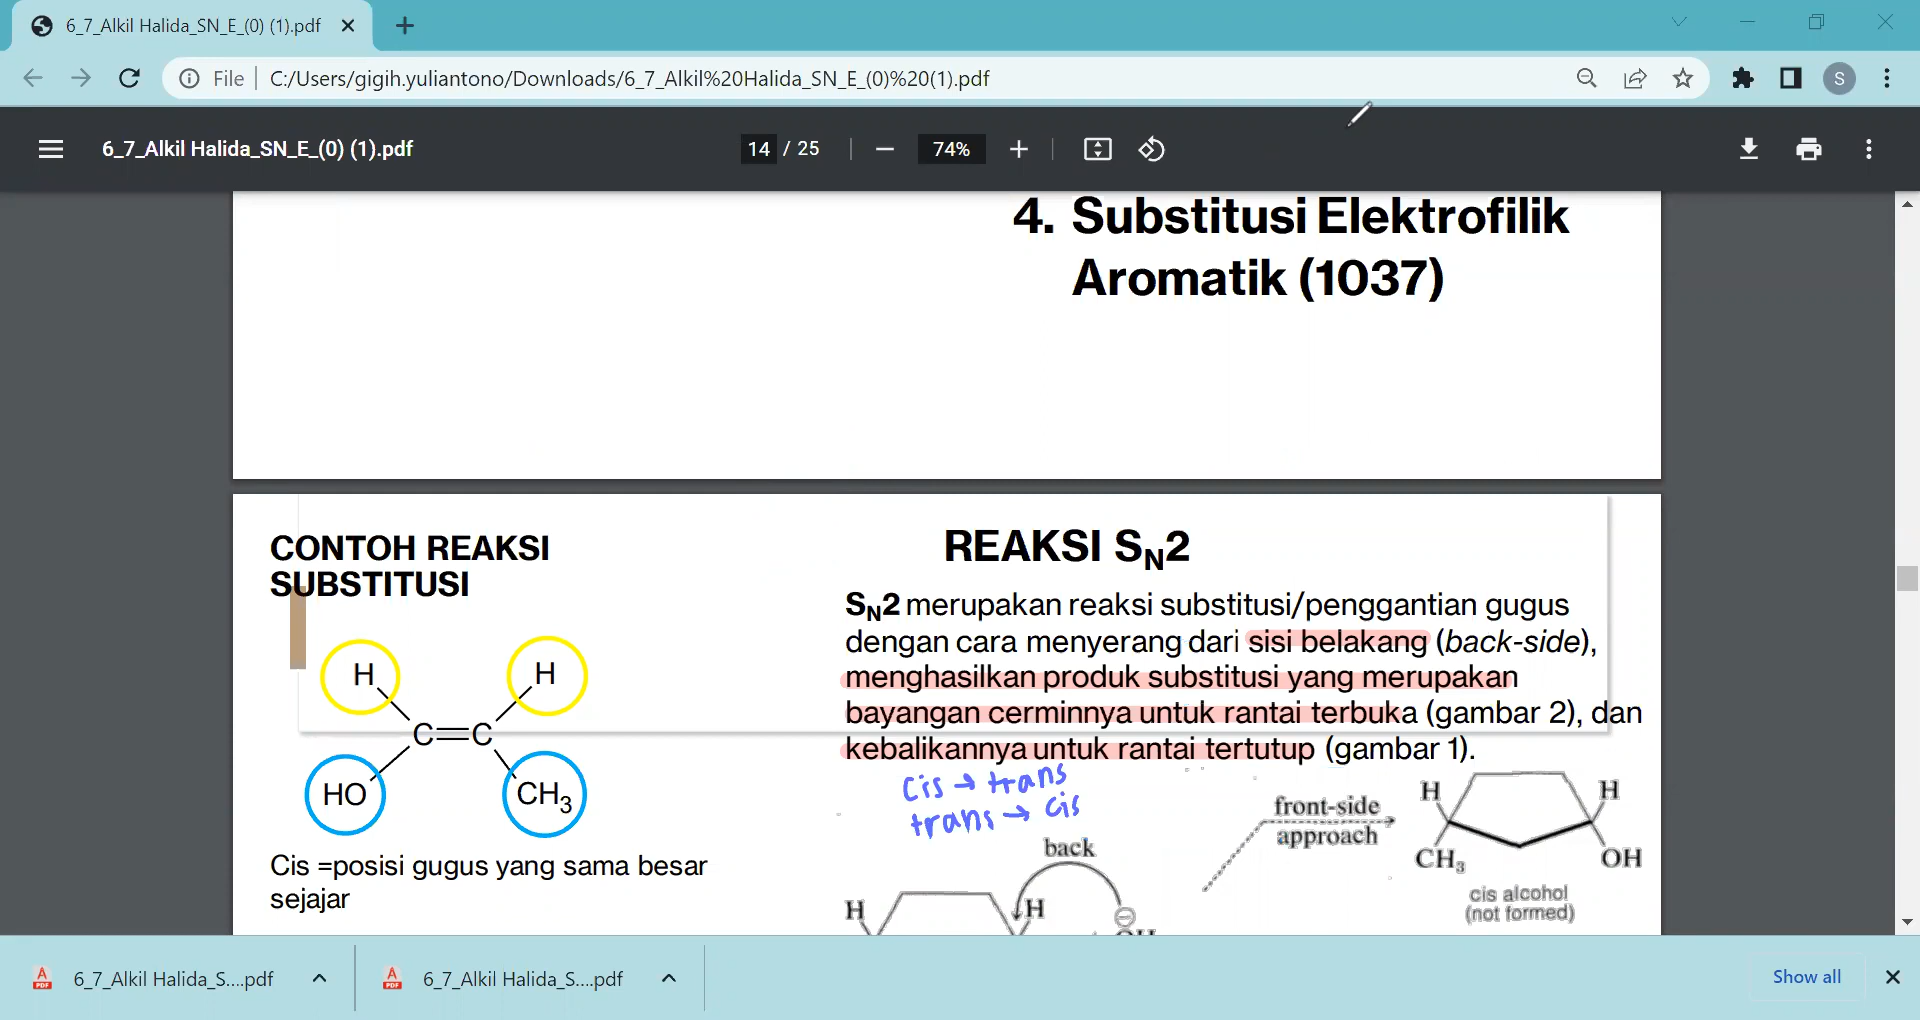 6_7_Alkil Halida_SN_E_(0) (1).pdf
File
C:/Users/gigih.yuliantono/Downloads/6_7_Alkil%20Halida_SN_E_(0)%20(1).pdf
S
6_7_Alkil Halida_SN_E_(0) (1).pdf
14 / 25
74%
4. Substitusi Elektrofilik
Aromatik (1037)
CONTOH REAKSI
SUBSTITUSI
H
H
C
C
HO
CH3
Cis =posisi gugus yang sama besar
sejajar
REAKSI SN2
SN2 merupakan reaksi substitusi/penggantian gugus
dengan cara menyerang dari sisi belakang (back-side),
menghasilkan produk substitusi yang merupakan
bayangan cerminnya untuk rantai terbuka (gambar 2), dan
kebalikannya untuk rantai tertutup (gambar 1).
Cis → trans
trans → cis
back
H
H
front-side
approach
H
H
CH3
OH
cis alcohol
(not formed)
6_7_Alkil Halida_S....pdf
6_7_Alkil Halida_S....pdf
Show all